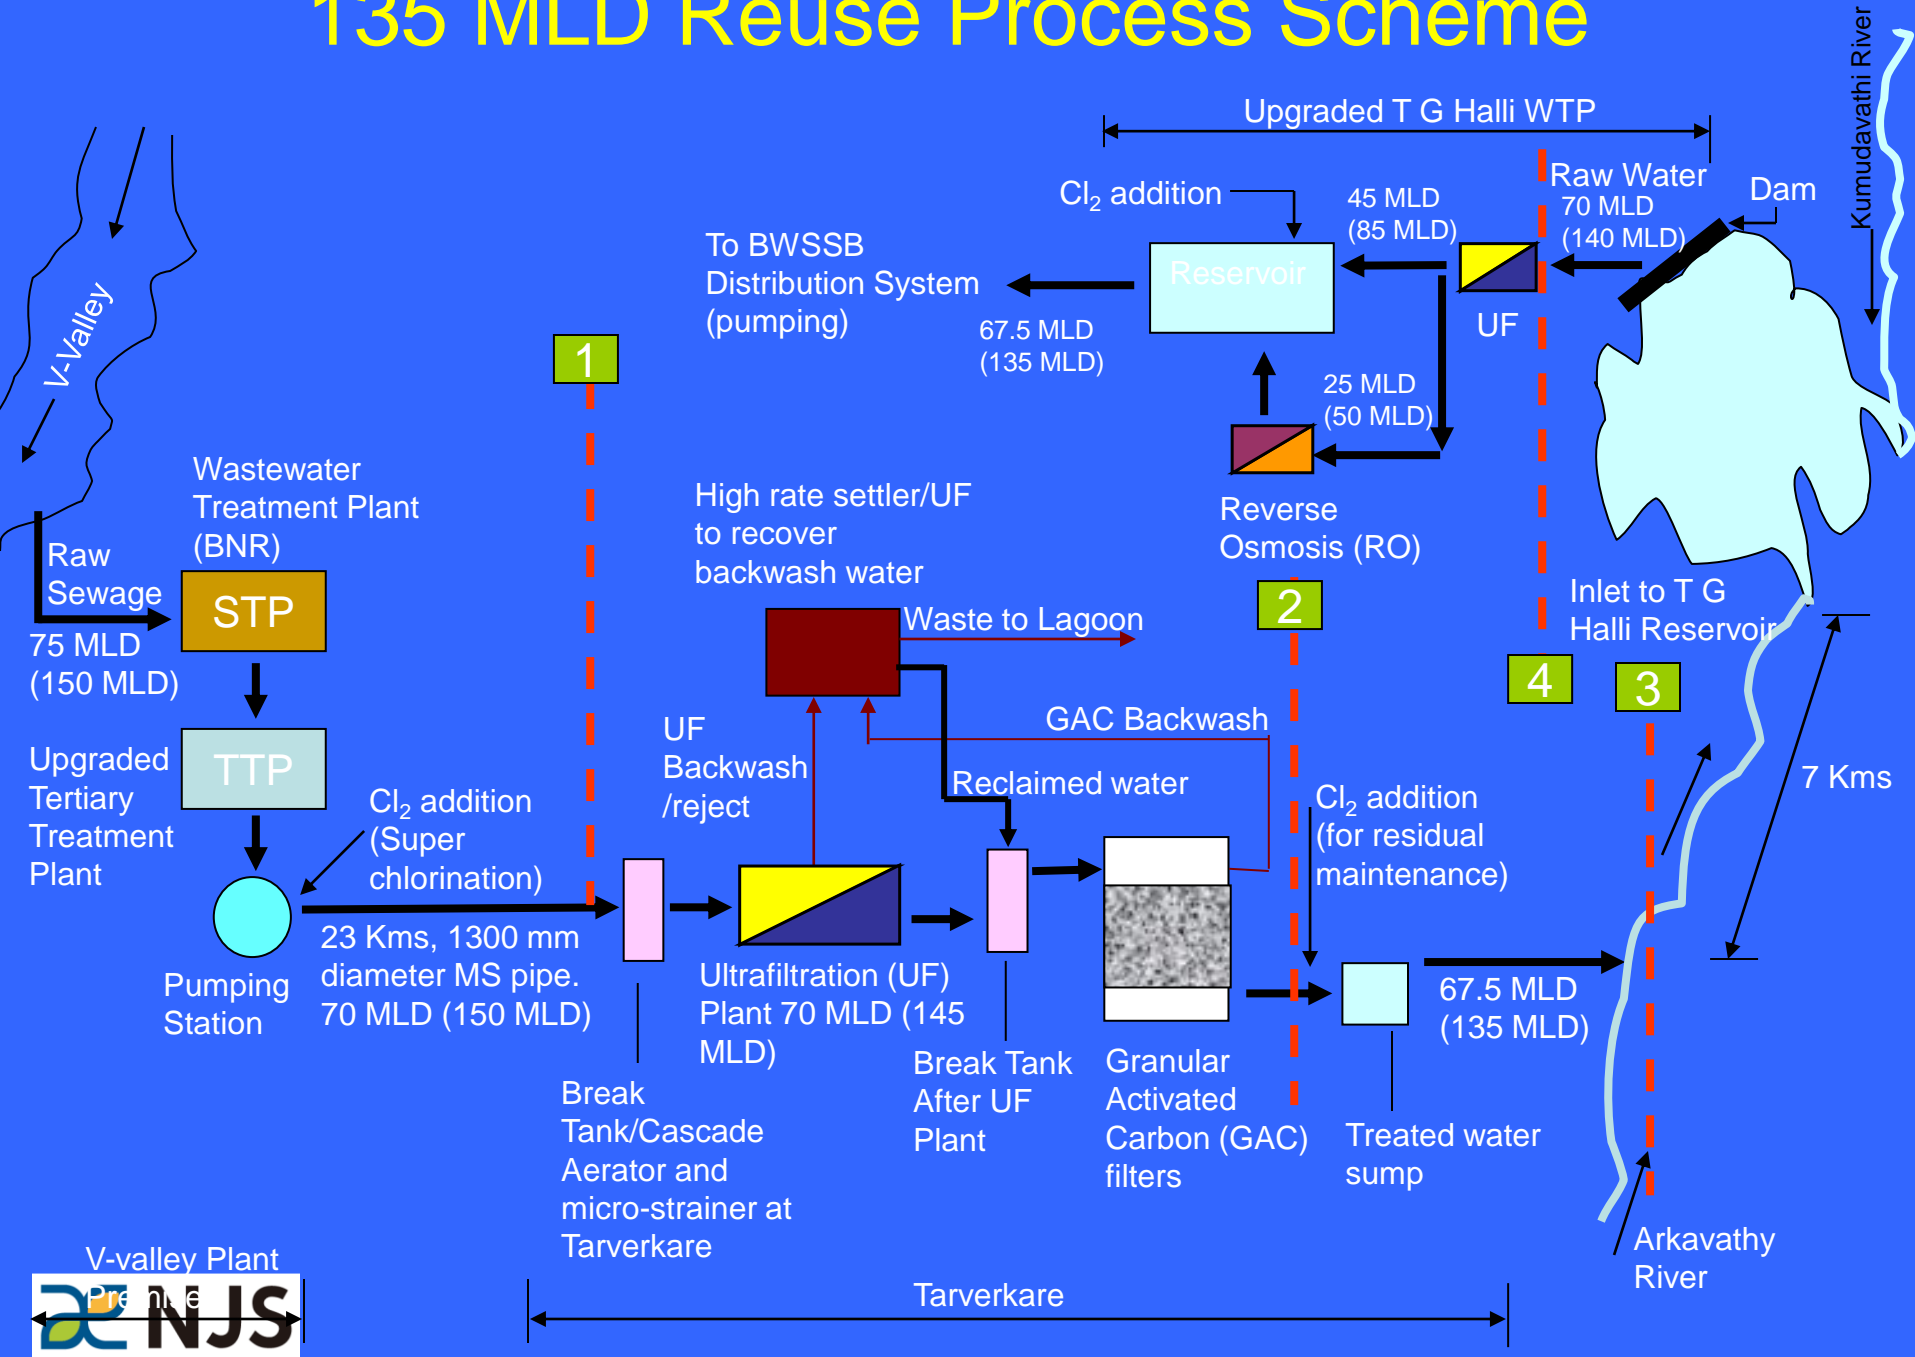 135 MLD Reuse Process Scheme
Kumudavathi River
Upgraded T G Halli WTP
Cl2 addition
45 MLD
(85 MLD)
Raw Water
70 MLD
(140 MLD)
Dam
To BWSSB
Distribution System
(pumping)
Reservoir
67.5 MLD
(135 MLD)
UF
V-Valley
1
25 MLD
(50 MLD)
Wastewater
Treatment Plant
(BNR)
High rate settler/UF
to recover
backwash water
Reverse
Osmosis (RO)
Raw
Sewage
STP
75 MLD
(150 MLD)
Waste to Lagoon
2
Inlet to T G
Halli Reservoir
4
3
UF
Backwash
/reject
GAC Backwash
Upgraded
Tertiary
Treatment
Plant
TTP
Reclaimed water
7 Kms
Cl2 addition
(Super
chlorination)
Cl2 addition
(for residual
maintenance)
Pumping
Station
23 Kms, 1300 mm
diameter MS pipe.
70 MLD (150 MLD)
Ultrafiltration (UF)
Plant 70 MLD (145
MLD)
67.5 MLD
(135 MLD)
Break
Tank/Cascade
Aerator and
micro-strainer at
Tarverkare
Break Tank
After UF
Plant
Granular
Activated
Carbon (GAC)
filters
Treated water
sump
Arkavathy
River
V-valley Plant
Premises
NJS
Tarverkare